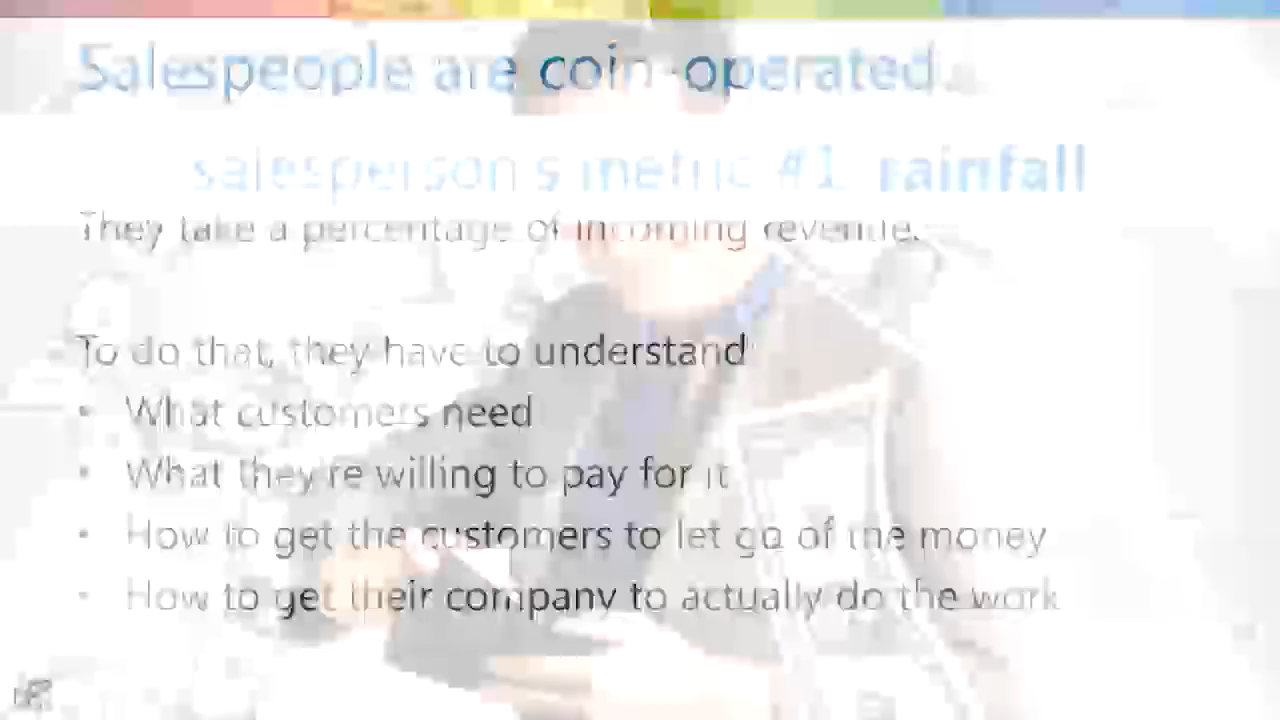 Salespeople are coin-operated.
salesperson's metric #1 rainfall
They take a percentage of incoming revenue.
To do that, they have to understand
• What customers need
• What they're willing to pay for it
• How to get the customers to let go of the money
• How to get their company to actually do the work